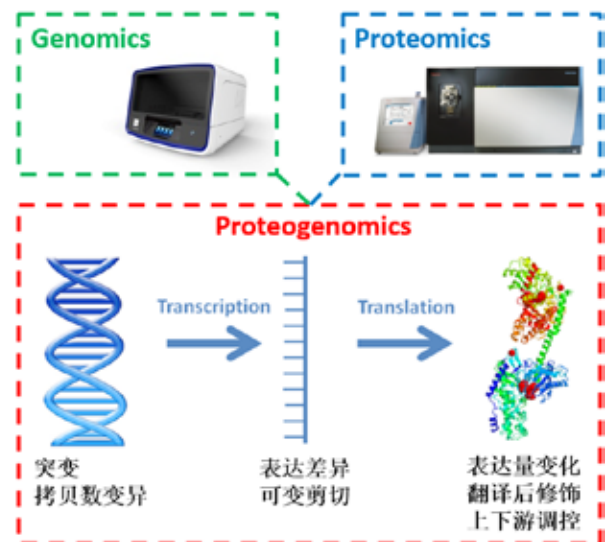 Genomics
Proteomics
Proteogenomics
Transcription
Translation
突变
拷贝数变异
表达差异
可变剪切
表达量变化
翻译后修饰
上下游调控